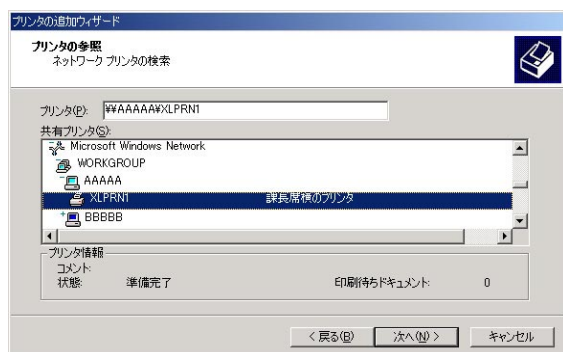 プリンタの追加ウィザード
プリンタの参照
ネットワーク プリンタの検索
プリンタ(P): ¥¥AAAAA¥XLPRN1
共有プリンタ(S):
Microsoft Windows Network
WORKGROUP
AAAAA
XLPRN1 課長席横のプリンタ
BBBBB
プリンタ情報
コメント:
状態: 準備完了 印刷待ちドキュメント: 0
< 戻る(B) 次へ(N) > キャンセル